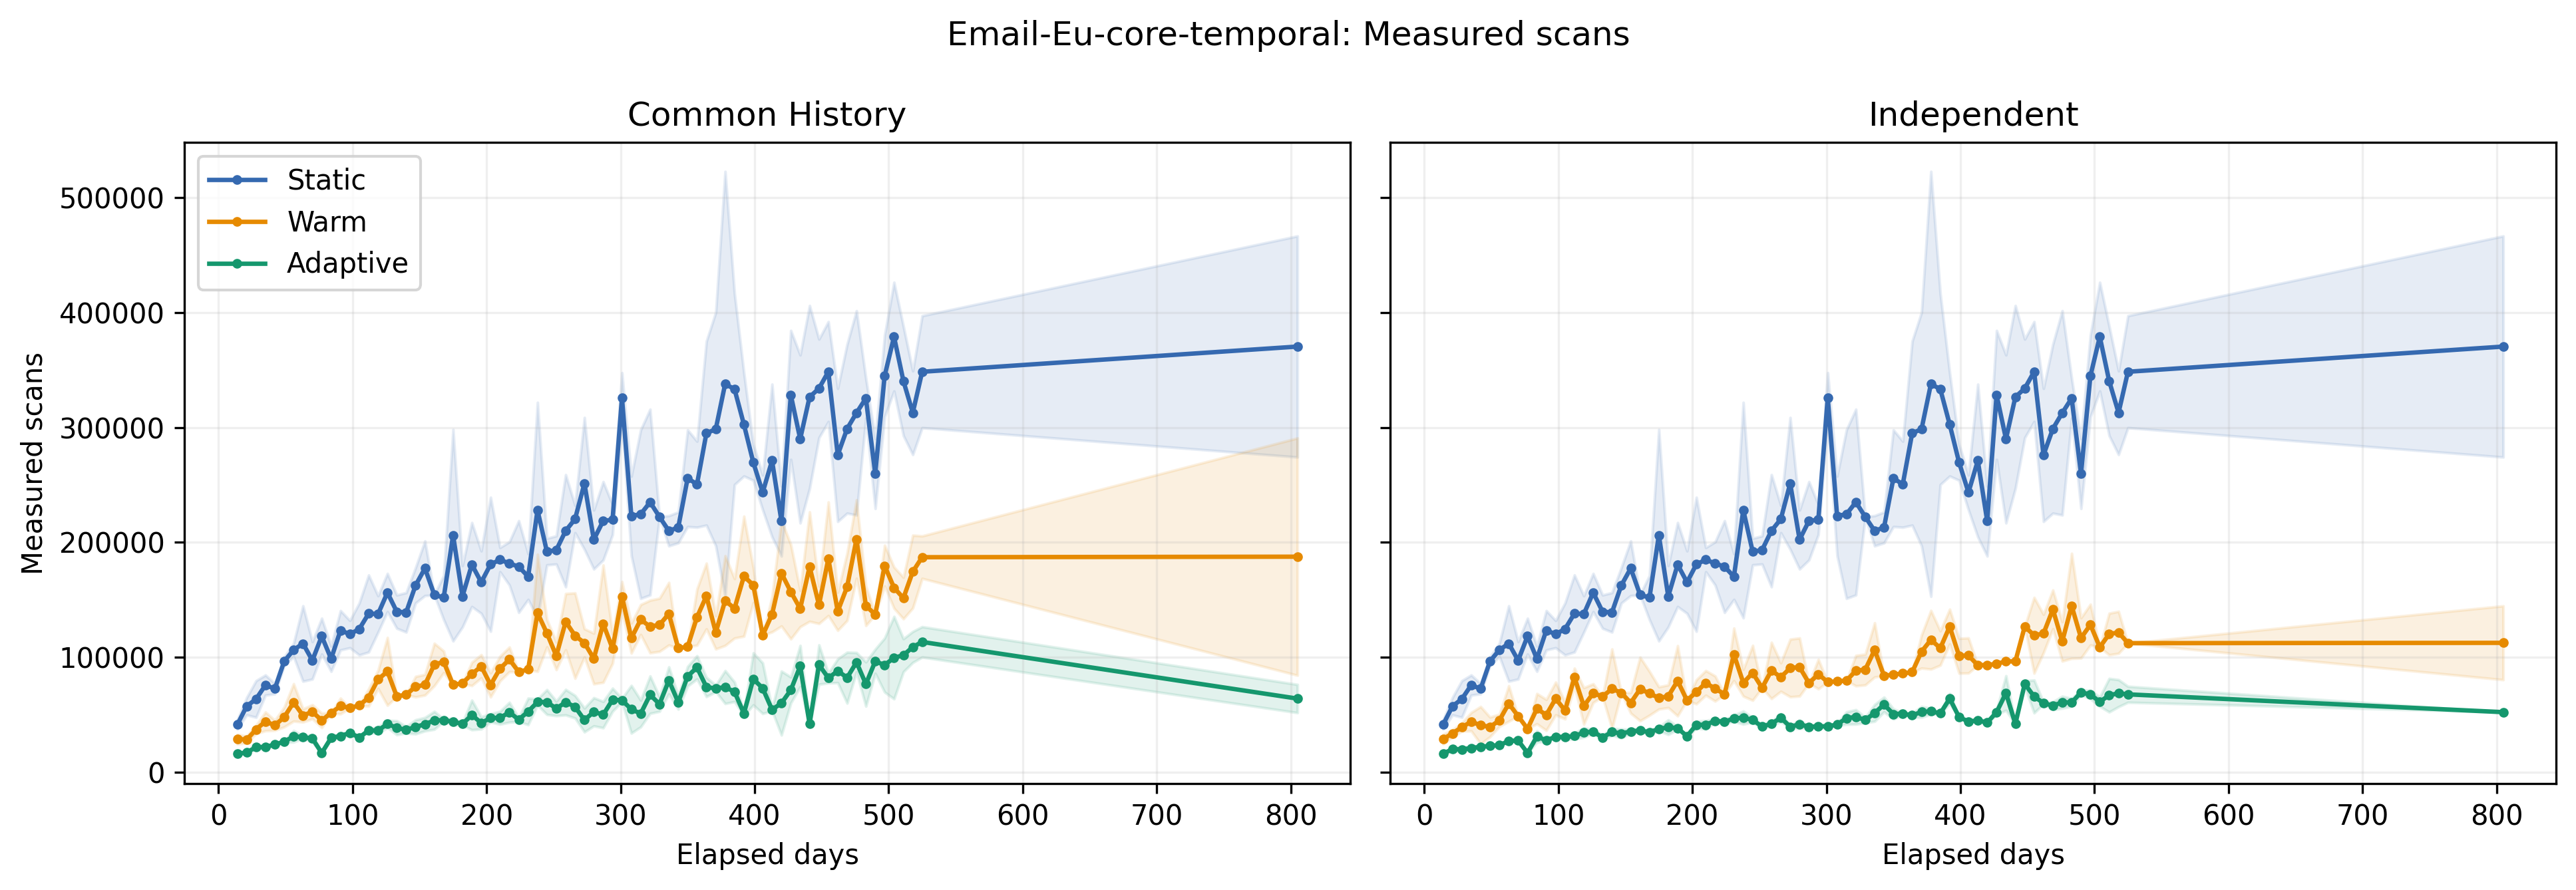 Email-Eu-core-temporal: Measured scans
Common History
Independent
Static
Warm
Adaptive
Measured scans
500000
400000
300000
200000
100000
0
0 100 200 300 400 500 600 700 800
0 100 200 300 400 500 600 700 800
Elapsed days
Elapsed days